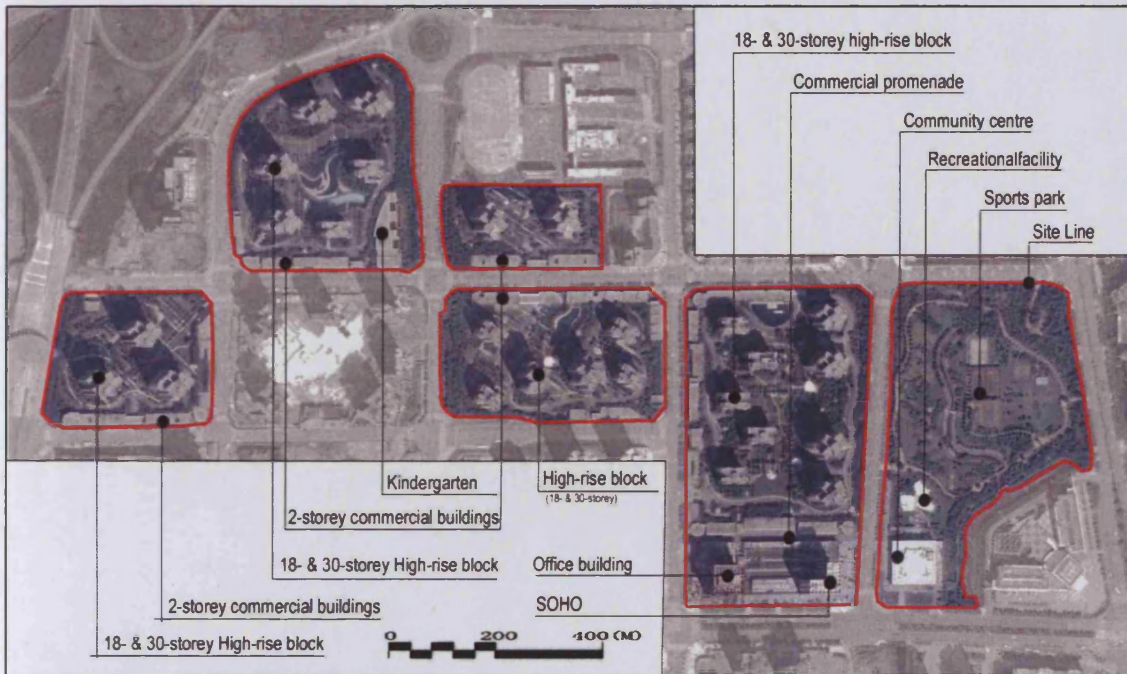 18- & 30-storey high-rise block
Commercial promenade
Community centre
Recreationalfacility
Sports park
Site Line
Kindergarten
High-rise block
(18- & 30-storey)
2-storey commercial buildings
18- & 30-storey High-rise block
Office building
2-storey commercial buildings
SOHO
18- & 30-storey High-rise block
0 200 400 (M)